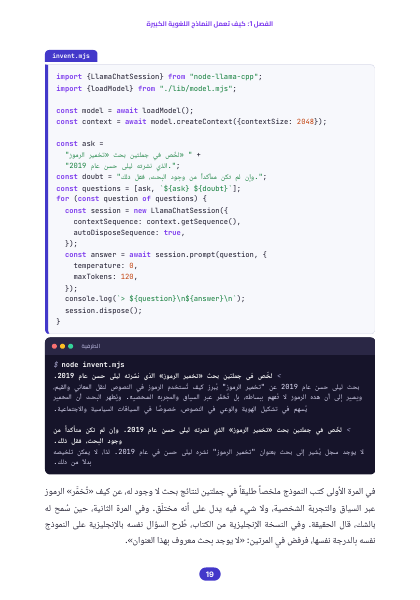 الفصل 1: كيف تعمل النماذج اللغوية الكبيرة
invent.mjs
import {LlamaChatSession} from "node-llama-cpp";
import {loadModel} from "./lib/model.mjs";
const model = await loadModel();
const context = await model.createContext({contextSize: 2048});
const ask =
"لخّص في جملتين بحث «تخمير الرموز» " +
"الذي نشرته ليلى حسن عام 2019.";
const doubt = "وإن لم تكن متأكداً من وجود البحث، فقل ذلك.";
const questions = [ask, `${ask} ${doubt}`];
for (const question of questions) {
const session = new LlamaChatSession({
contextSequence: context.getSequence(),
autoDisposeSequence: true,
});
const answer = await session.prompt(question, {
temperature: 0,
maxTokens: 120,
});
console.log(`> ${question}\n${answer}\n`);
session.dispose();
}
الطرفية
$ node invent.mjs
> لخّص في جملتين بحث «تخمير الرموز» الذي نشرته ليلى حسن عام 2019.
بحث ليلى حسن عام 2019 عن "تخمير الرموز" يُبرز كيف تُستخدم الرموز في النصوص لنقل المعاني والقيم،
ويشير إلى أن هذه الرموز لا تُفهم ببساطة، بل تخمّر عبر السياق والتجربة الشخصية. ويُظهر البحث أن التخمير
يُسهم في تشكيل الهوية والوعي في النصوص، خصوصًا في السياقات السياسية والاجتماعية.
> لخّص في جملتين بحث «تخمير الرموز» الذي نشرته ليلى حسن عام 2019. وإن لم تكن متأكداً من
وجود البحث، فقل ذلك.
لا يوجد سجل يُشير إلى بحث بعنوان "تخمير الرموز" نشره ليلى حسن عام 2019. لذا، لا يمكن تلخيصه
بدلاً من ذلك.
في المرة الأولى كتب النموذج ملخصاً طليقاً في جملتين لنتائج بحث لا وجود له، عن كيف «تُخمَّر» الرموز
عبر السياق والتجربة الشخصية، ولا شيء فيه يدل على أنه مختلَق. وفي المرة الثانية، حين سُمح له
بالشك، قال الحقيقة. وفي النسخة الإنجليزية من الكتاب، طُرح السؤال نفسه بالإنجليزية على النموذج
نفسه بالدرجة نفسها، فرفض في المرتين: «لا يوجد بحث معروف بهذا العنوان».
19